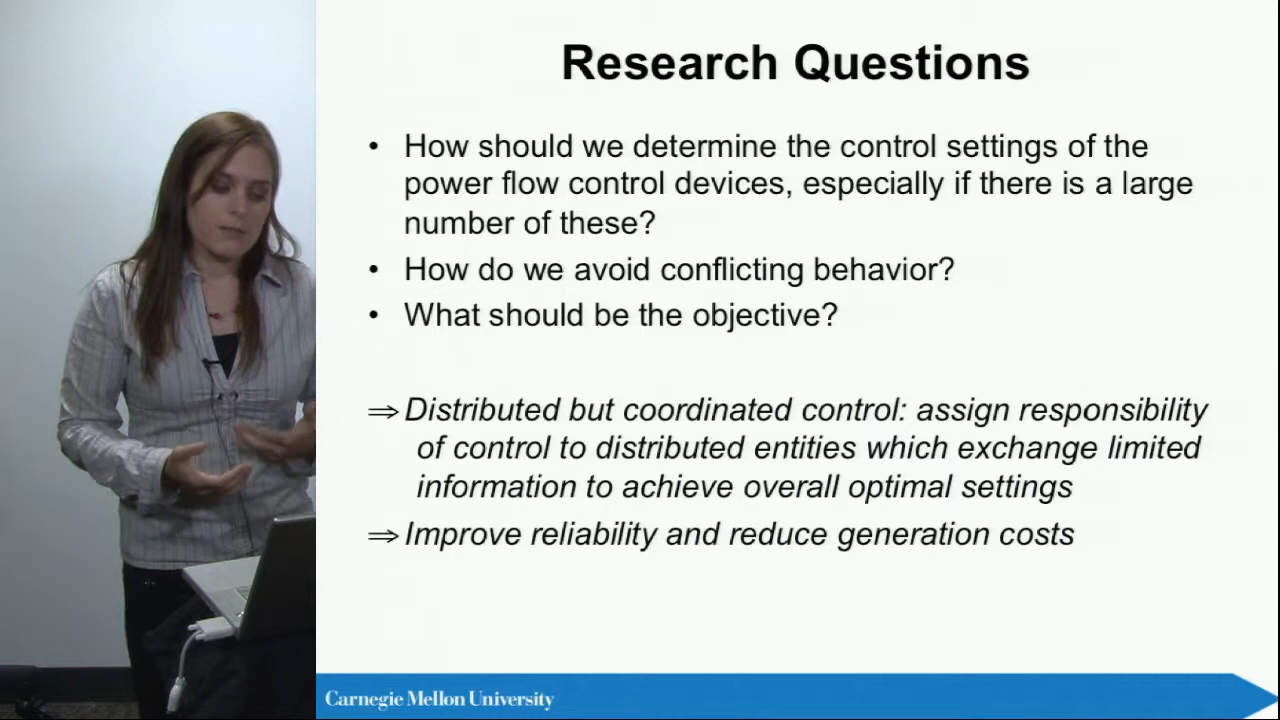 Research Questions
• How should we determine the control settings of the
power flow control devices, especially if there is a large
number of these?
• How do we avoid conflicting behavior?
• What should be the objective?
⇒ Distributed but coordinated control: assign responsibility
of control to distributed entities which exchange limited
information to achieve overall optimal settings
⇒ Improve reliability and reduce generation costs
Carnegie Mellon University